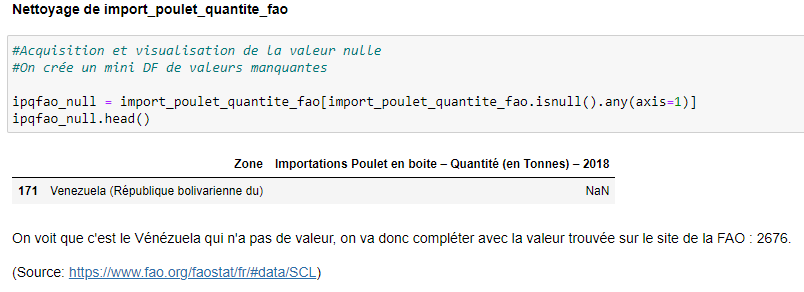 Nettoyage de import_poulet_quantite_fao
#Acquisition et visualisation de la valeur nulle
#On crée un mini DF de valeurs manquantes
ipqfao_null = import_poulet_quantite_fao[import_poulet_quantite_fao.isnull().any(axis=1)]
ipqfao_null.head()
Zone Importations Poulet en boite – Quantité (en Tonnes) – 2018
171 Venezuela (République bolivarienne du) NaN
On voit que c'est le Vénézuela qui n'a pas de valeur, on va donc compléter avec la valeur trouvée sur le site de la FAO : 2676.
(Source: https://www.fao.org/faostat/fr/#data/SCL)